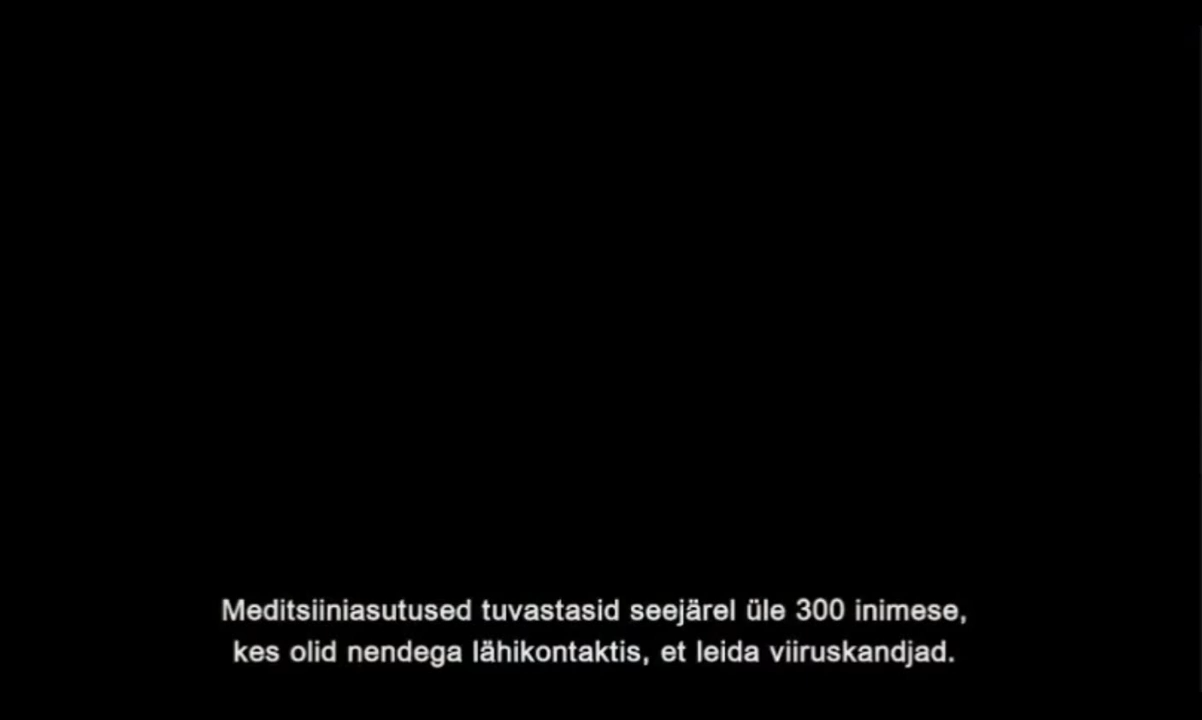 Meditsiiniasutused tuvastasid seejärel üle 300 inimese,
kes olid nendega lähikontaktis, et leida viiruskandjad.